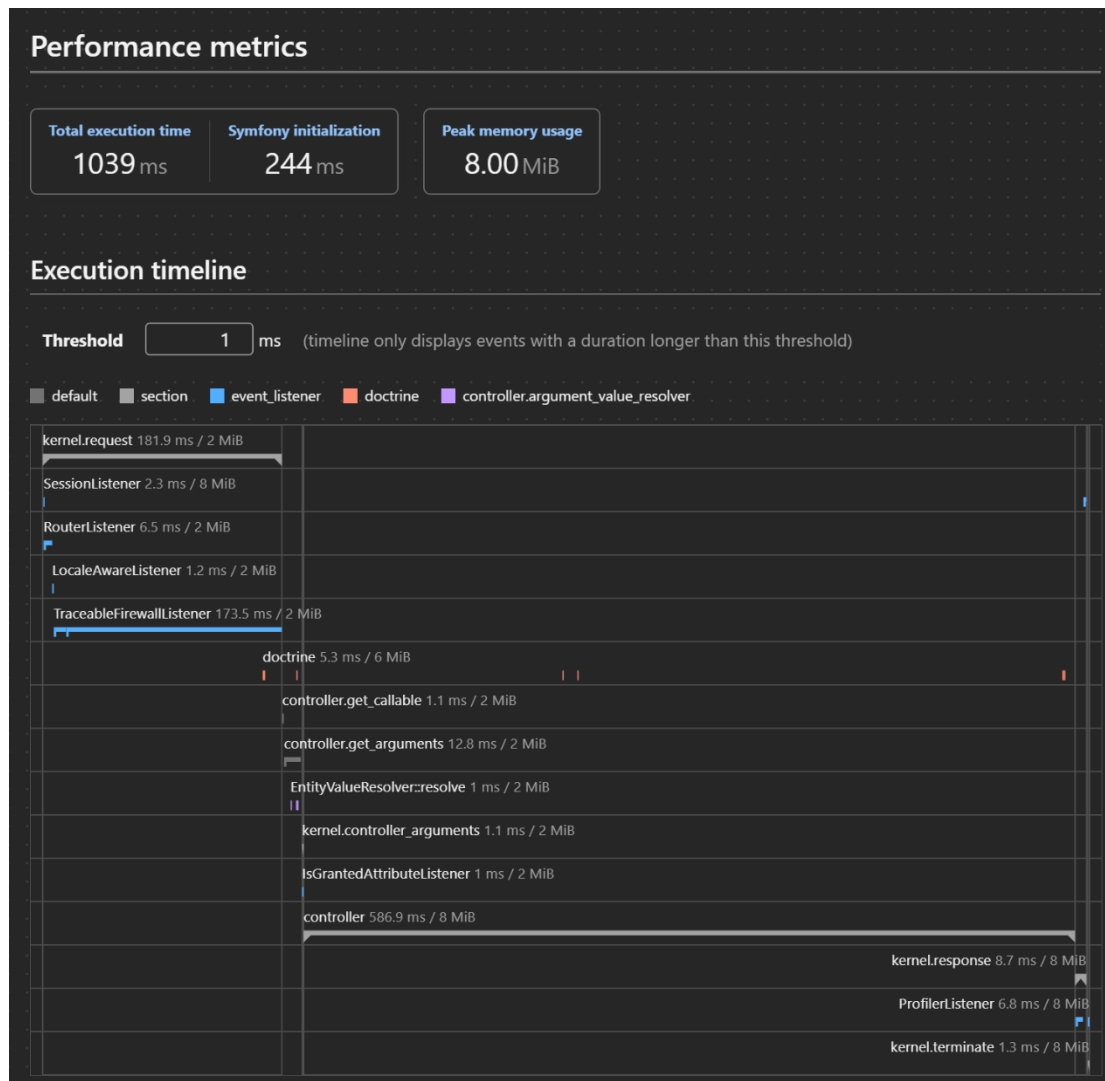 Performance metrics
Total execution time Symfony initialization Peak memory usage
1039 ms 244 ms 8.00 MiB
Execution timeline
Threshold 1 ms (timeline only displays events with a duration longer than this threshold)
default section event_listener doctrine controller.argument_value_resolver
kernel.request 181.9 ms / 2 MiB
SessionListener 2.3 ms / 8 MiB
RouterListener 6.5 ms / 2 MiB
LocaleAwareListener 1.2 ms / 2 MiB
TraceableFirewallListener 173.5 ms / 2 MiB
doctrine 5.3 ms / 6 MiB
controller.get_callable 1.1 ms / 2 MiB
controller.get_arguments 12.8 ms / 2 MiB
EntityValueResolver::resolve 1 ms / 2 MiB
kernel.controller_arguments 1.1 ms / 2 MiB
IsGrantedAttributeListener 1 ms / 2 MiB
controller 586.9 ms / 8 MiB
kernel.response 8.7 ms / 8 MiB
ProfilerListener 6.8 ms / 8 MiB
kernel.terminate 1.3 ms / 8 MiB